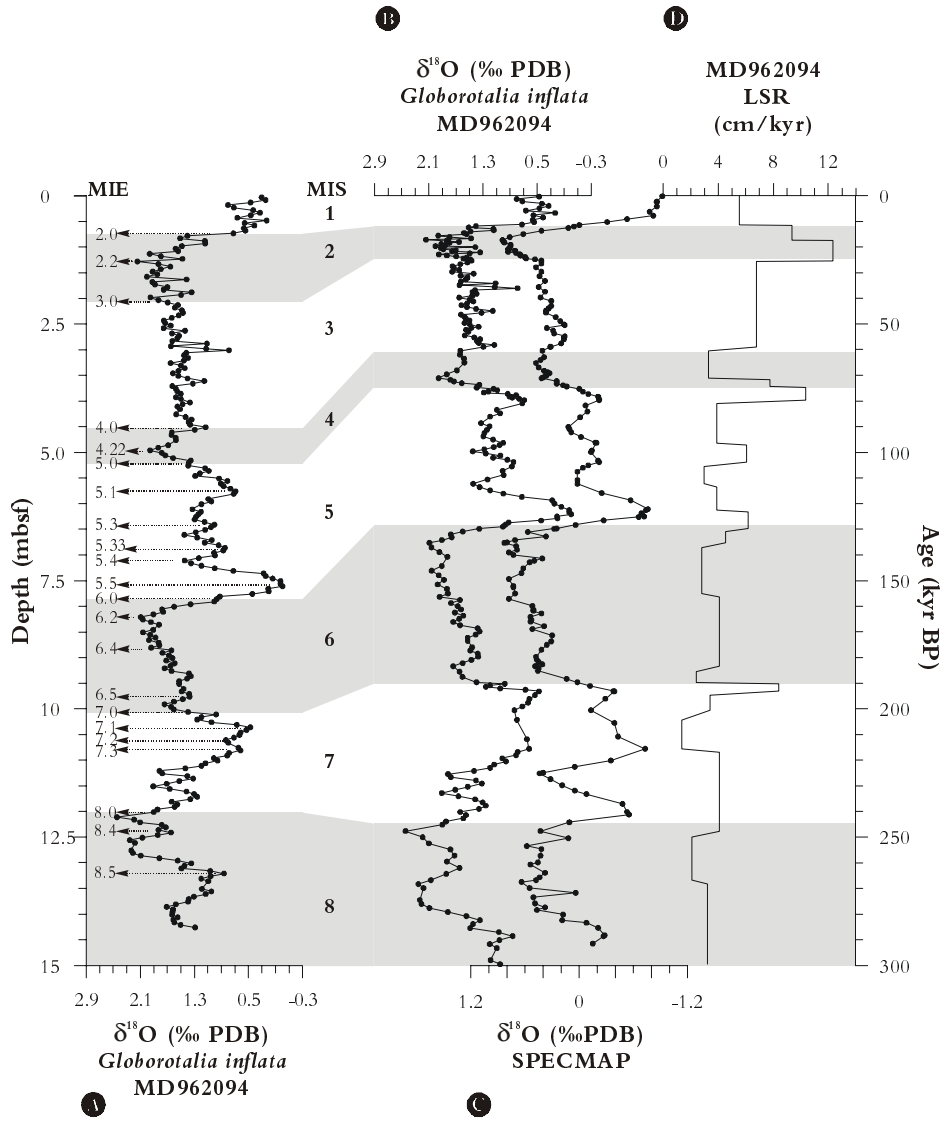 B
D
δ¹⁸O (‰ PDB)
Globorotalia inflata
MD962094
MD962094
LSR
(cm/kyr)
2.9 2.1 1.3 0.5 -0.3
0 4 8 12
MIE
MIS
0
2.5
5.0
7.5
10
12.5
15
Depth (mbsf)
2.0
2.2
3.0
4.0
4.22
5.0
5.1
5.3
5.33
5.4
5.5
6.0
6.2
6.4
6.5
7.0
7.1
7.2
7.3
8.0
8.4
8.5
1
2
3
4
5
6
7
8
0
50
100
150
200
250
300
Age (kyr BP)
2.9 2.1 1.3 0.5 -0.3
1.2 0 -1.2
δ¹⁸O (‰ PDB)
Globorotalia inflata
MD962094
δ¹⁸O (‰PDB)
SPECMAP
A
C